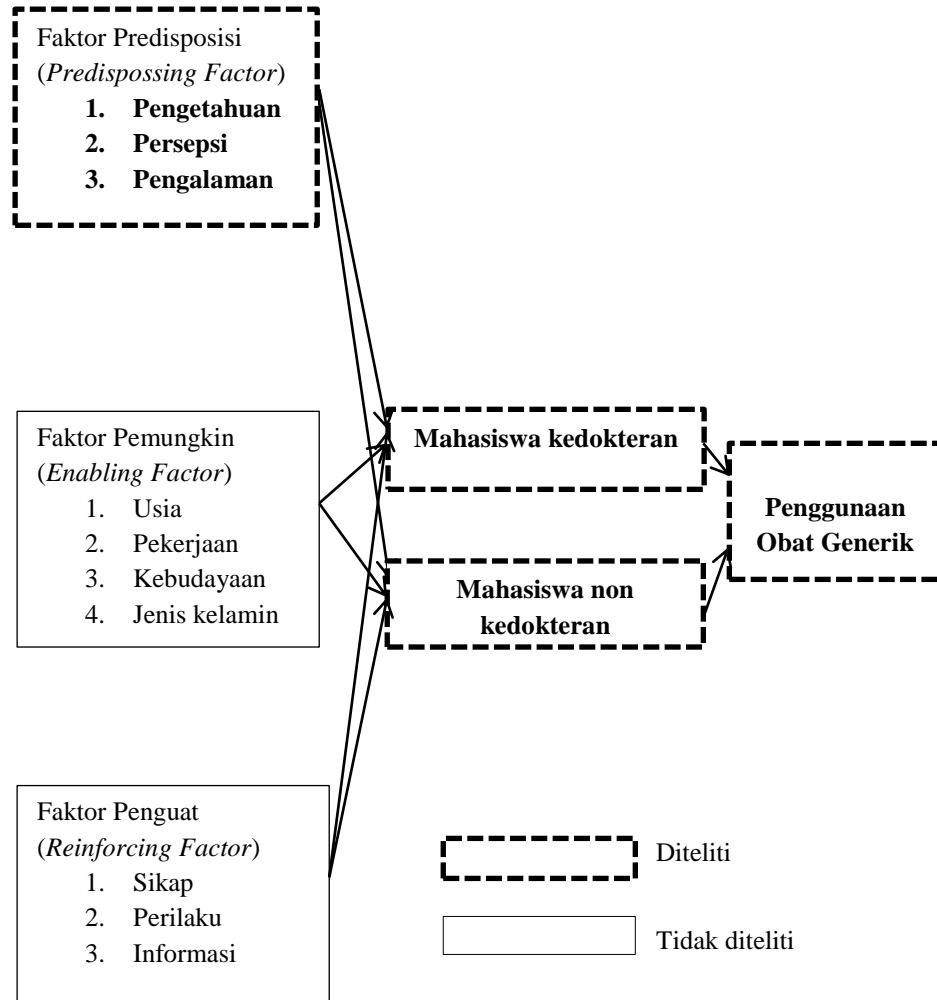 Faktor Predisposisi
(Predispossing Factor)
1. Pengetahuan
2. Persepsi
3. Pengalaman
Faktor Pemungkin
(Enabling Factor)
1. Usia
2. Pekerjaan
3. Kebudayaan
4. Jenis kelamin
Faktor Penguat
(Reinforcing Factor)
1. Sikap
2. Perilaku
3. Informasi
Mahasiswa kedokteran
Mahasiswa non
kedokteran
Penggunaan
Obat Generik
Diteliti
Tidak diteliti